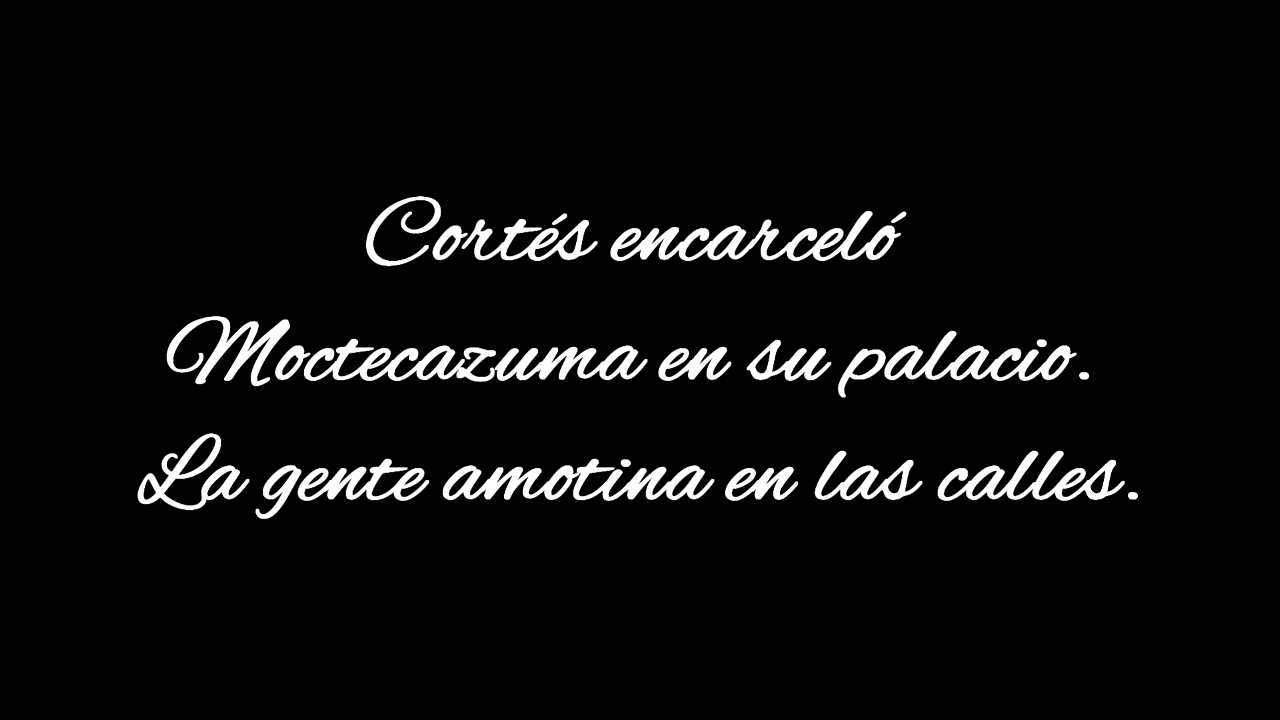 Cortés encarceló
Moctecazuma en su palacio.
La gente amotina en las calles.